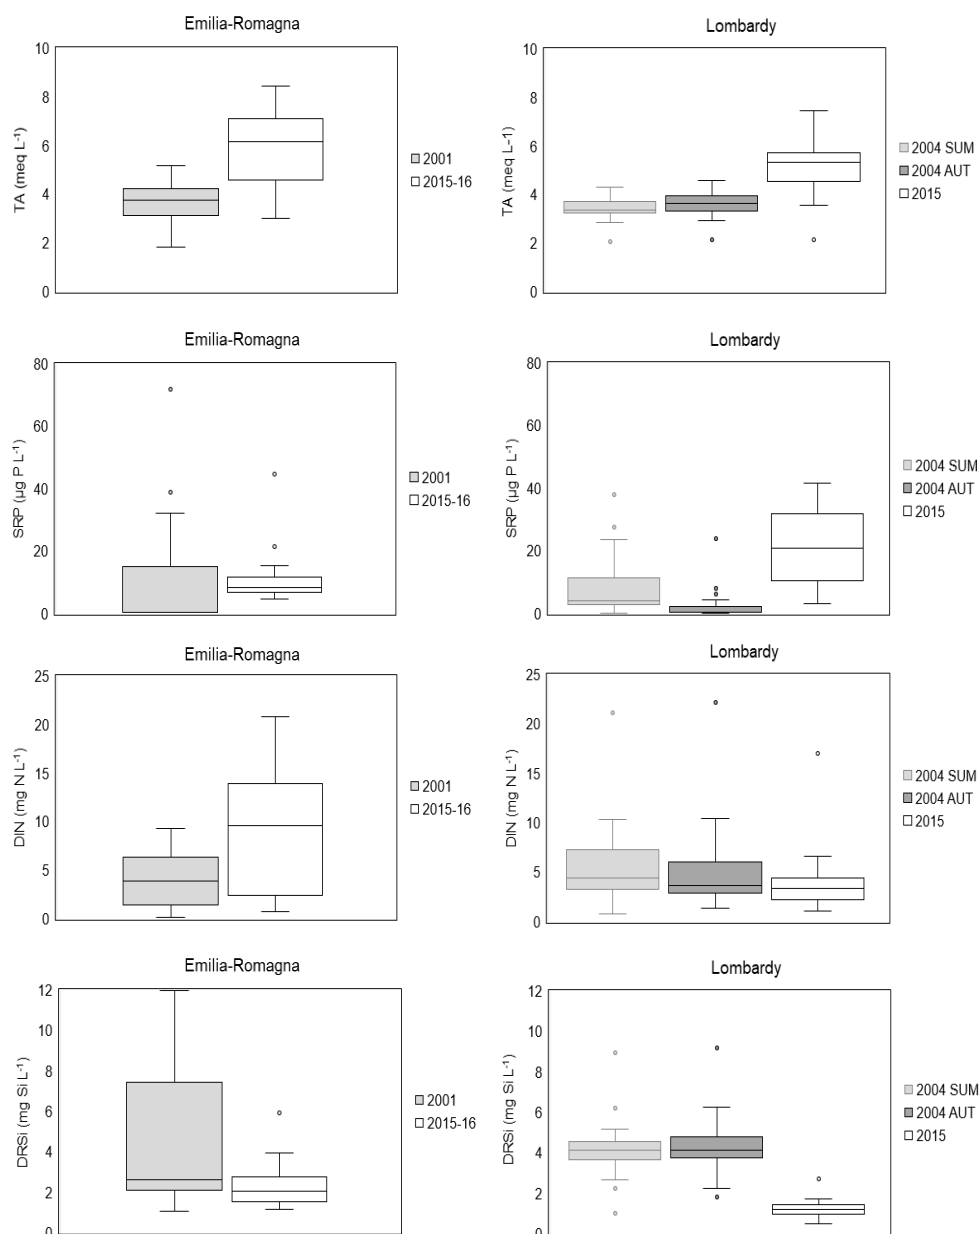 Emilia-Romagna
10
8
6
4
2
0
TA (meq L-1)
2001
2015-16
Lombardy
10
8
6
4
2
0
TA (meq L-1)
2004 SUM
2004 AUT
2015
Emilia-Romagna
80
60
40
20
0
SRP (µg P L-1)
2001
2015-16
Lombardy
80
60
40
20
0
SRP (µg P L-1)
2004 SUM
2004 AUT
2015
Emilia-Romagna
25
20
15
10
5
0
DIN (mg N L-1)
2001
2015-16
Lombardy
25
20
15
10
5
0
DIN (mg N L-1)
2004 SUM
2004 AUT
2015
Emilia-Romagna
12
10
8
6
4
2
0
DRSi (mg Si L-1)
2001
2015-16
Lombardy
12
10
8
6
4
2
0
DRSi (mg Si L-1)
2004 SUM
2004 AUT
2015